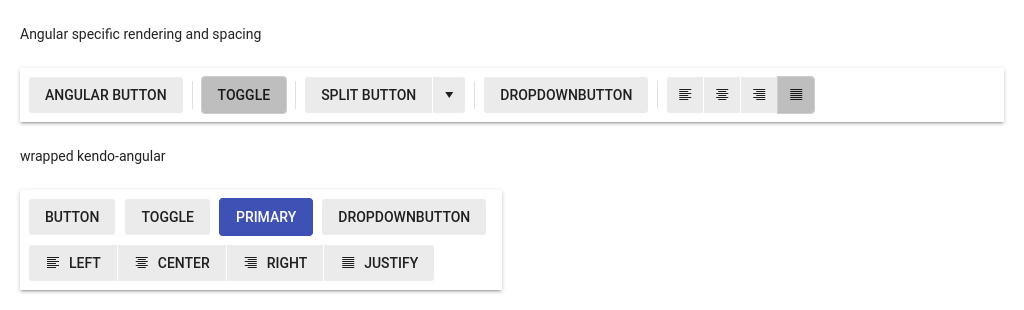 Angular specific rendering and spacing
ANGULAR BUTTON TOGGLE SPLIT BUTTON DROPDOWNBUTTON
wrapped kendo-angular
BUTTON TOGGLE PRIMARY DROPDOWNBUTTON
LEFT CENTER RIGHT JUSTIFY